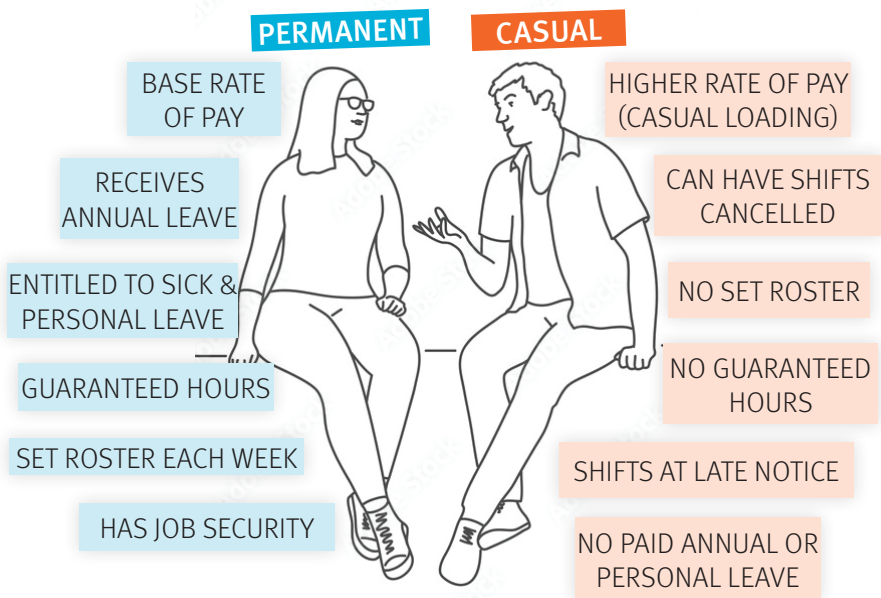 PERMANENT
BASE RATE
OF PAY
RECEIVES
ANNUAL LEAVE
ENTITLED TO SICK &
PERSONAL LEAVE
GUARANTEED HOURS
SET ROSTER EACH WEEK
HAS JOB SECURITY
CASUAL
HIGHER RATE OF PAY
(CASUAL LOADING)
CAN HAVE SHIFTS
CANCELLED
NO SET ROSTER
NO GUARANTEED
HOURS
SHIFTS AT LATE NOTICE
NO PAID ANNUAL OR
PERSONAL LEAVE